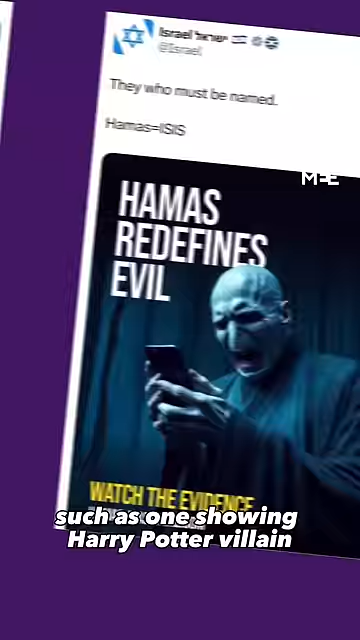 Israel ישראל
@Israel
They who must be named.
Hamas=ISIS
MEE
HAMAS
REDEFINES
EVIL
WATCH THE EVIDENCE
such as one showing
Harry Potter villain